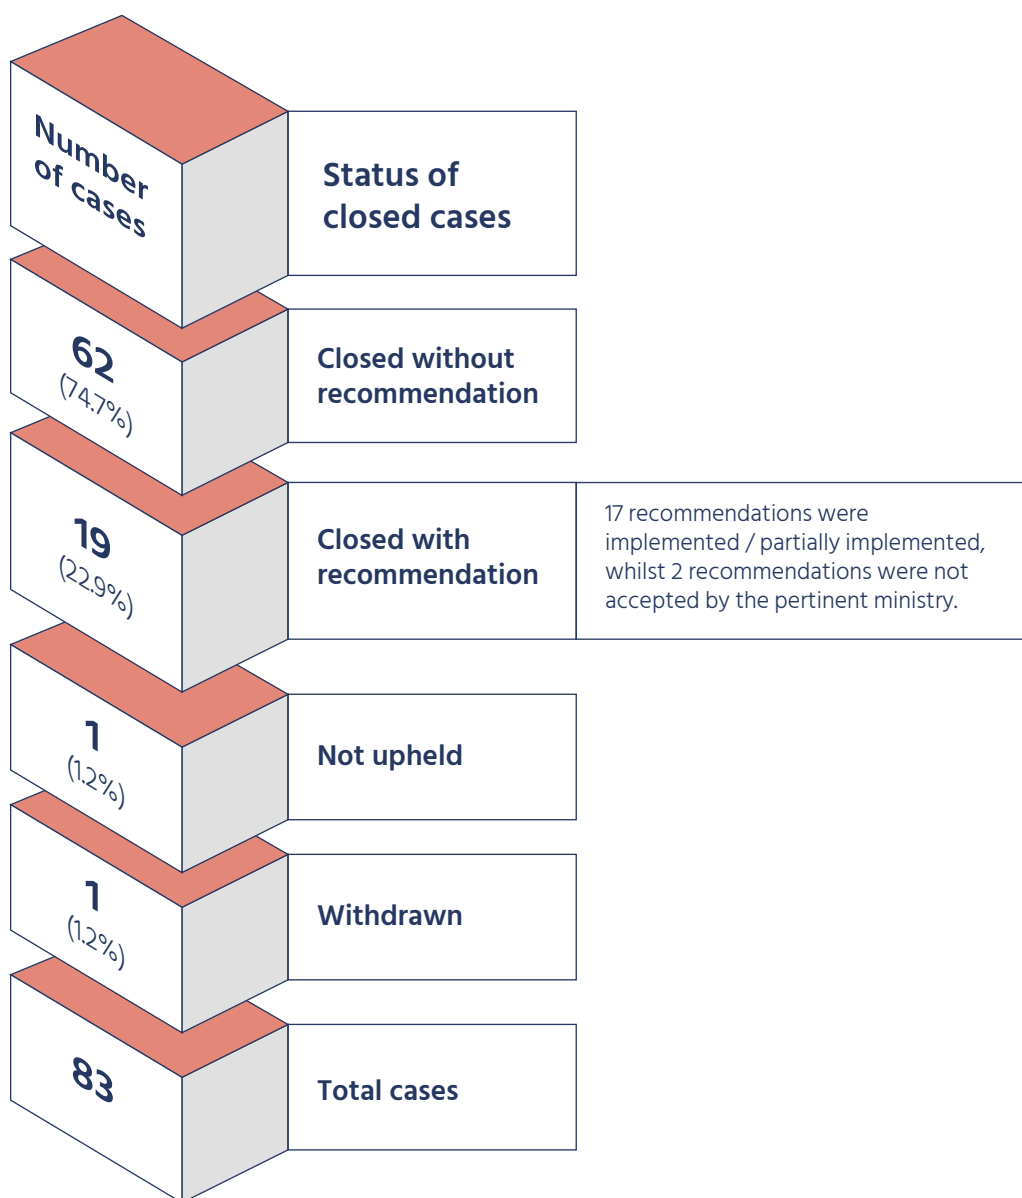 Number
of cases
Status of
closed cases
62
(74.7%)
Closed without
recommendation
19
(22.9%)
Closed with
recommendation
17 recommendations were
implemented / partially implemented,
whilst 2 recommendations were not
accepted by the pertinent ministry.
1
(1.2%)
Not upheld
1
(1.2%)
Withdrawn
83
Total cases